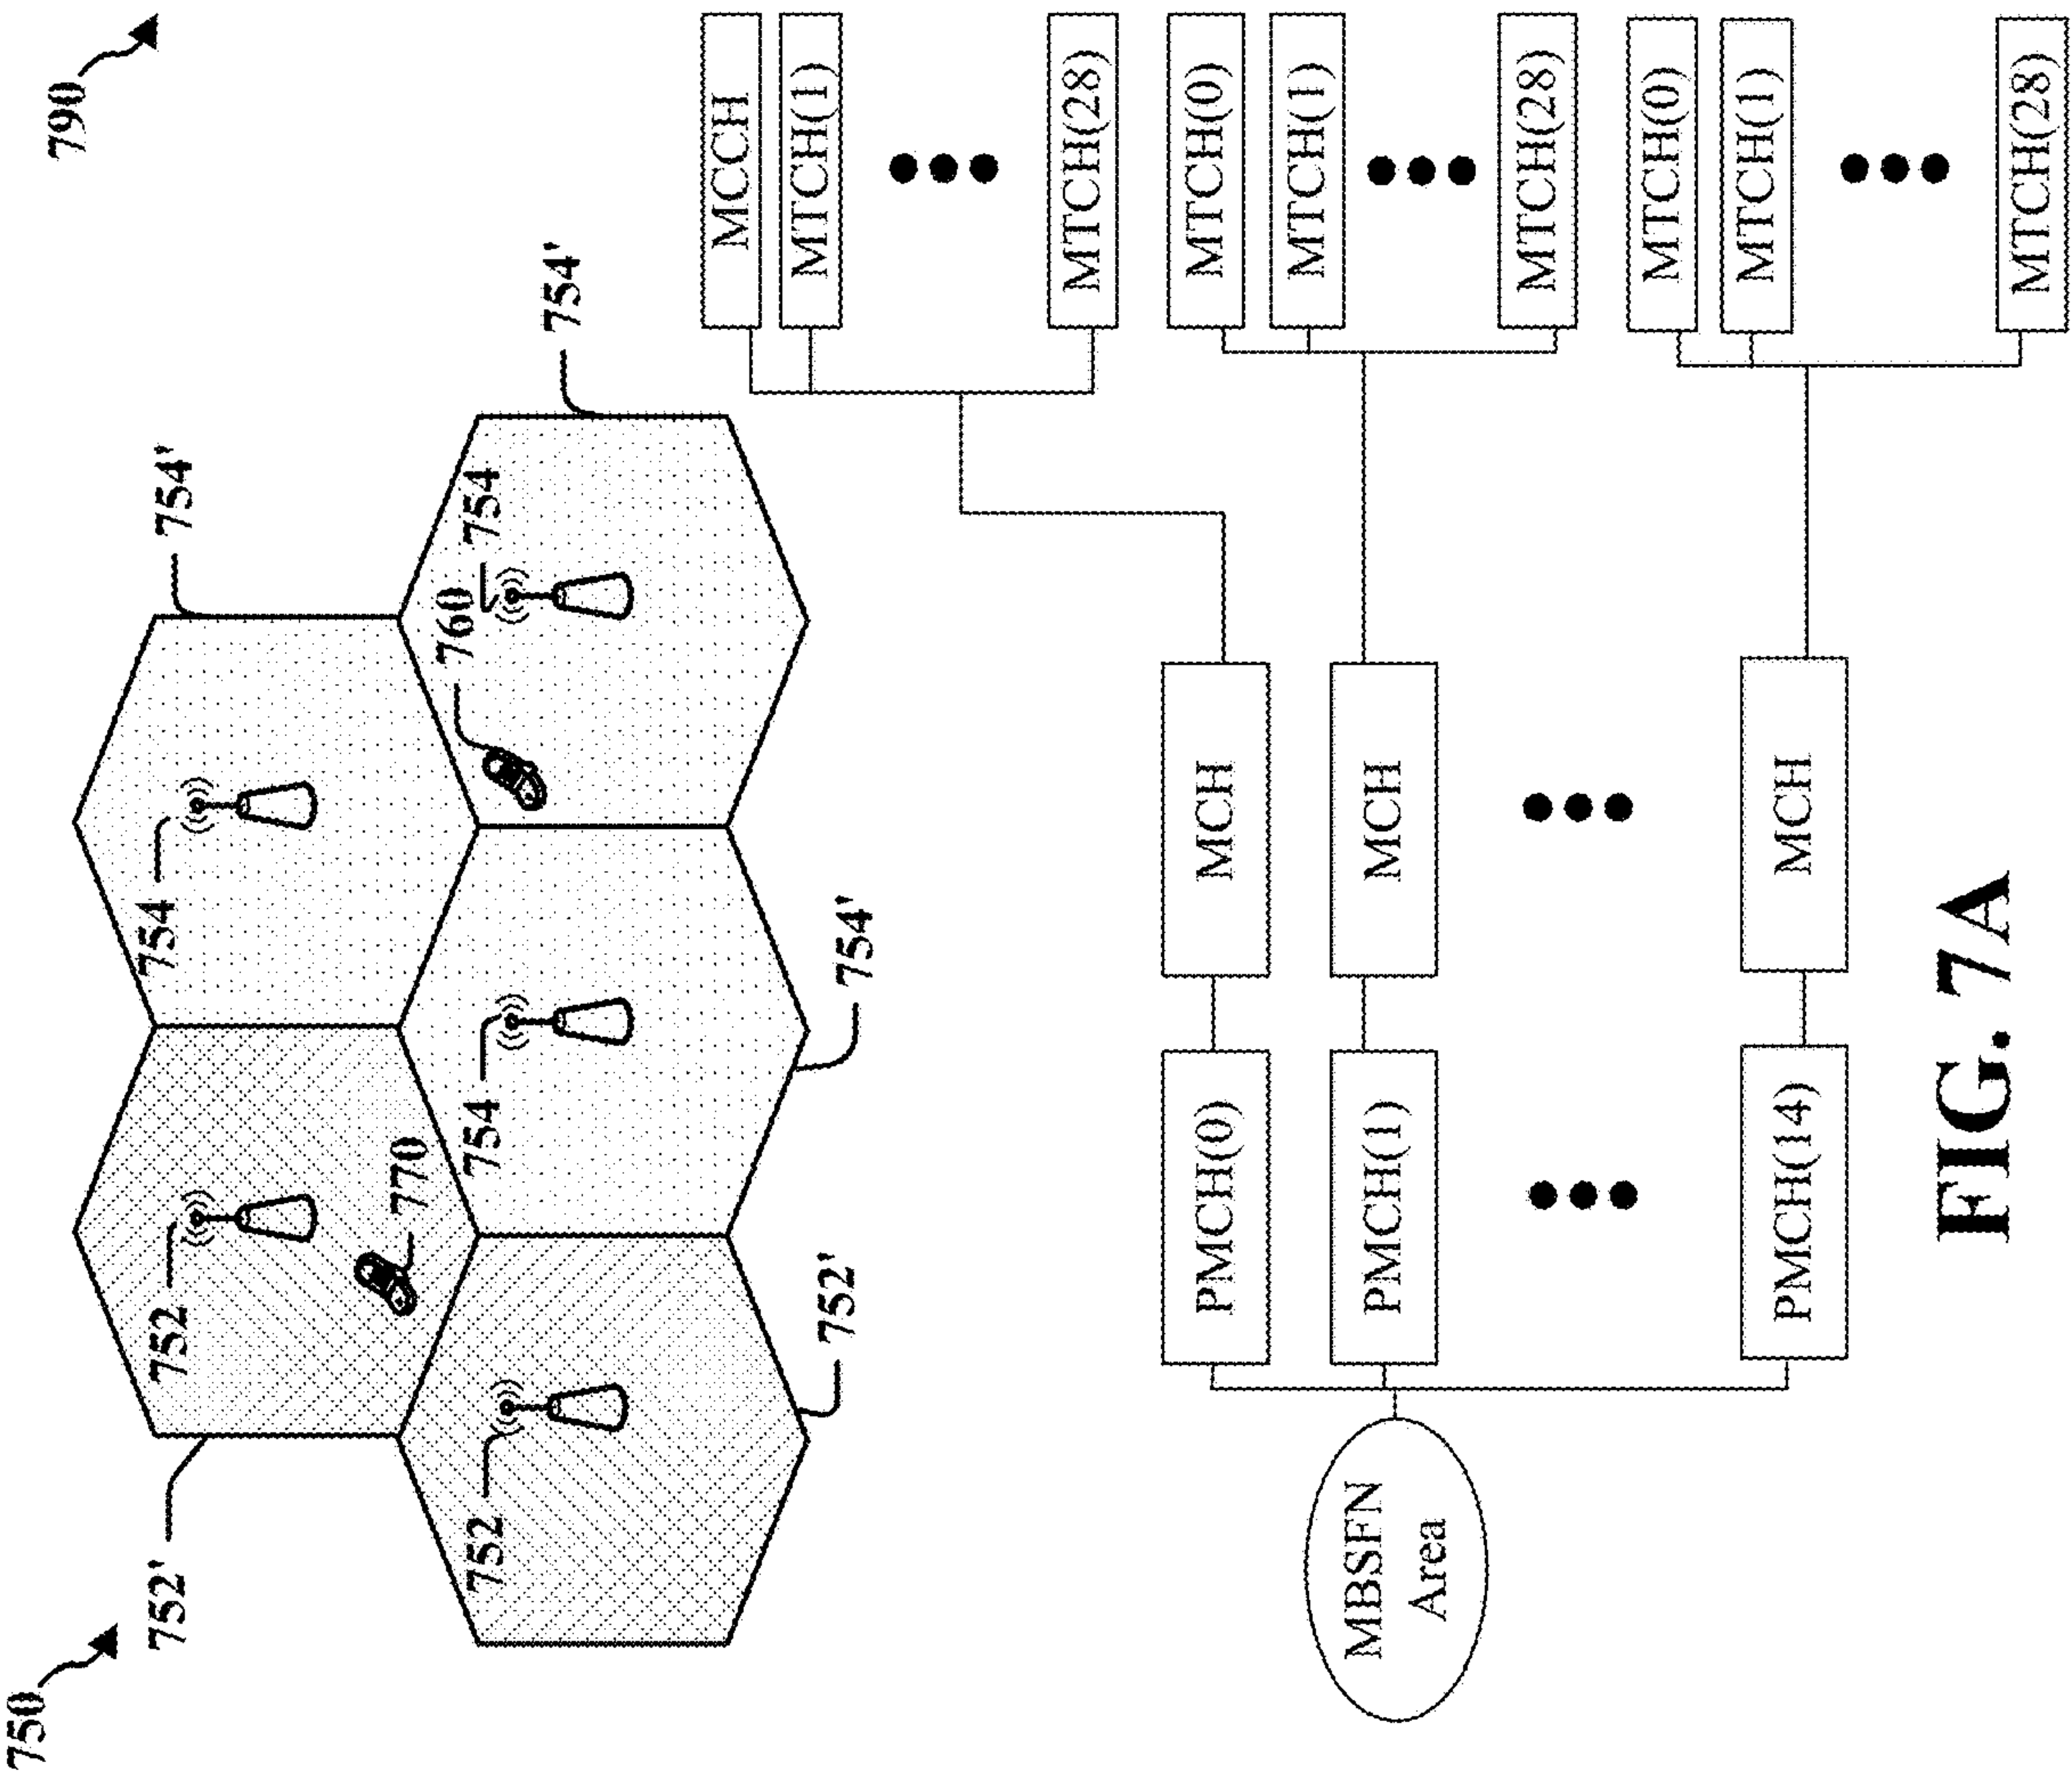 750
790
752'
752
754
754'
770
760
754
754'
752
754
752'
754'
MCCH
MTCH(1)
MTCH(28)
PMCH(0)
MCH
MTCH(0)
MTCH(1)
MBSFN
Area
PMCH(1)
MCH
MTCH(28)
MTCH(0)
MTCH(1)
PMCH(14)
MCH
MTCH(28)
FIG. 7A